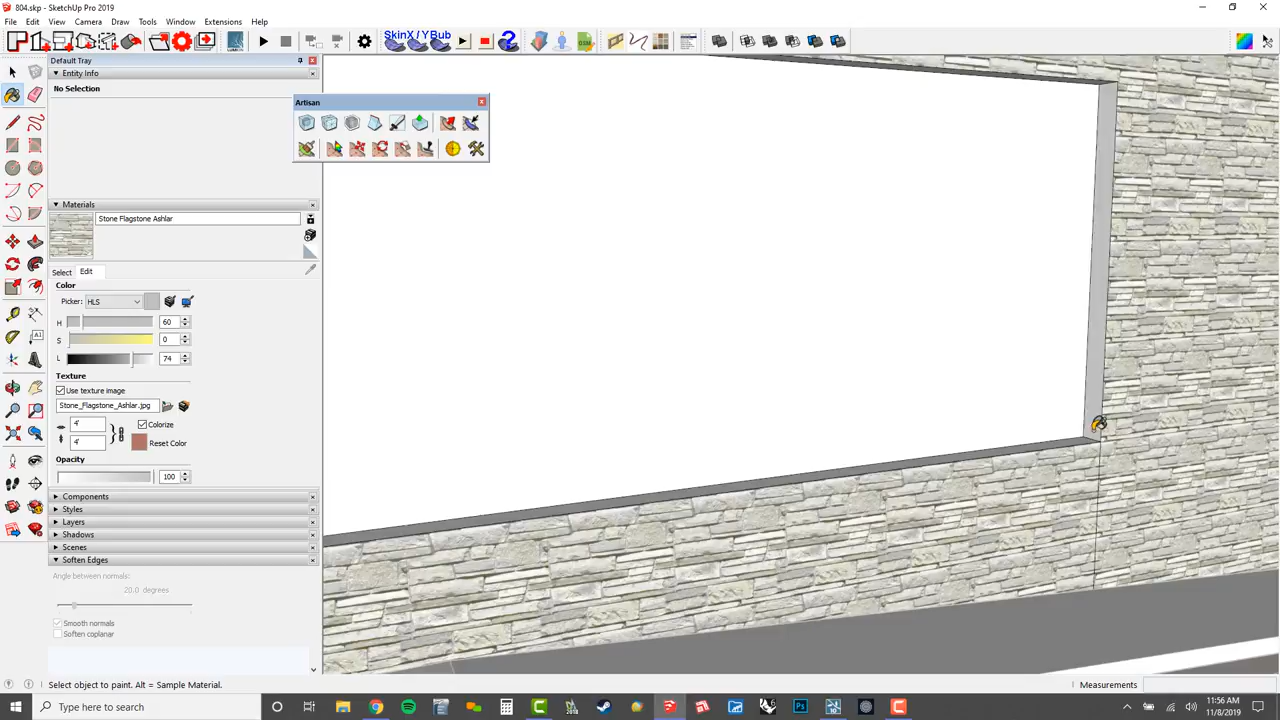 804.skp - SketchUp Pro 2019
File Edit View Camera Draw Tools Window Extensions Help
SkinX / YBub
Default Tray
Entity Info
No Selection
Artisan
Materials
Stone Flagstone Ashlar
Select Edit
Color
Picker: HLS
H 60
S 0
L 74
Texture
Use texture image
Stone_Flagstone_Ashlar.jpg
4' Colorize
4' Reset Color
Opacity
100
Components
Styles
Layers
Shadows
Scenes
Soften Edges
Angle between normals:
20.0 degrees
Smooth normals
Soften coplanar
Select object to paint. Alt = Sample Material.
Measurements
Type here to search
11:56 AM
11/8/2019